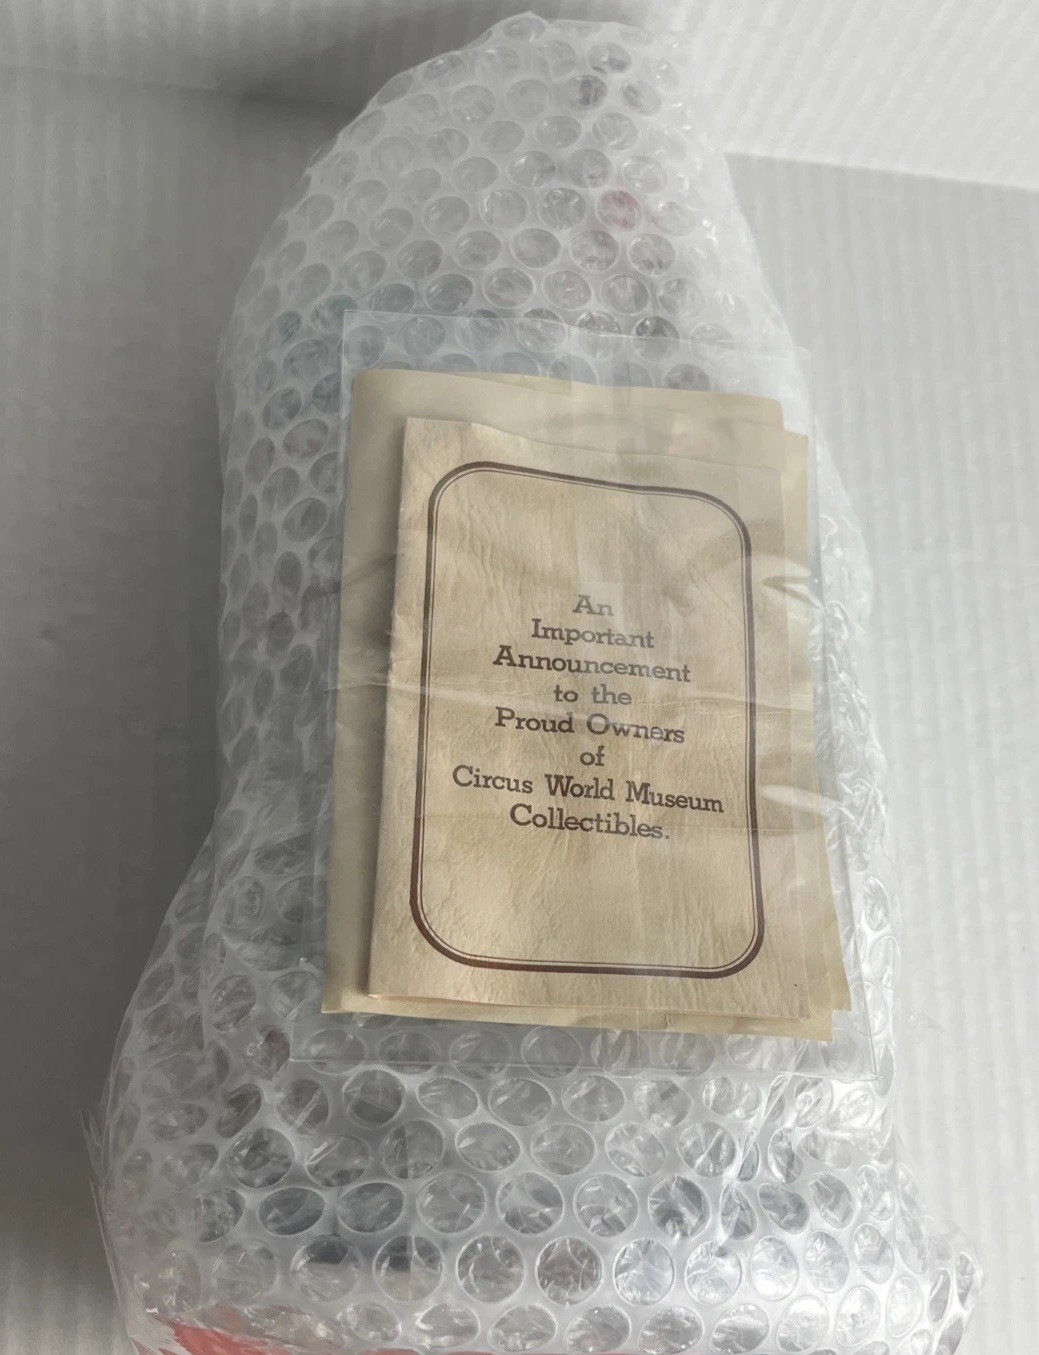 An
Important
Announcement
to the
Proud Owners
of
Circus World Museum
Collectibles.